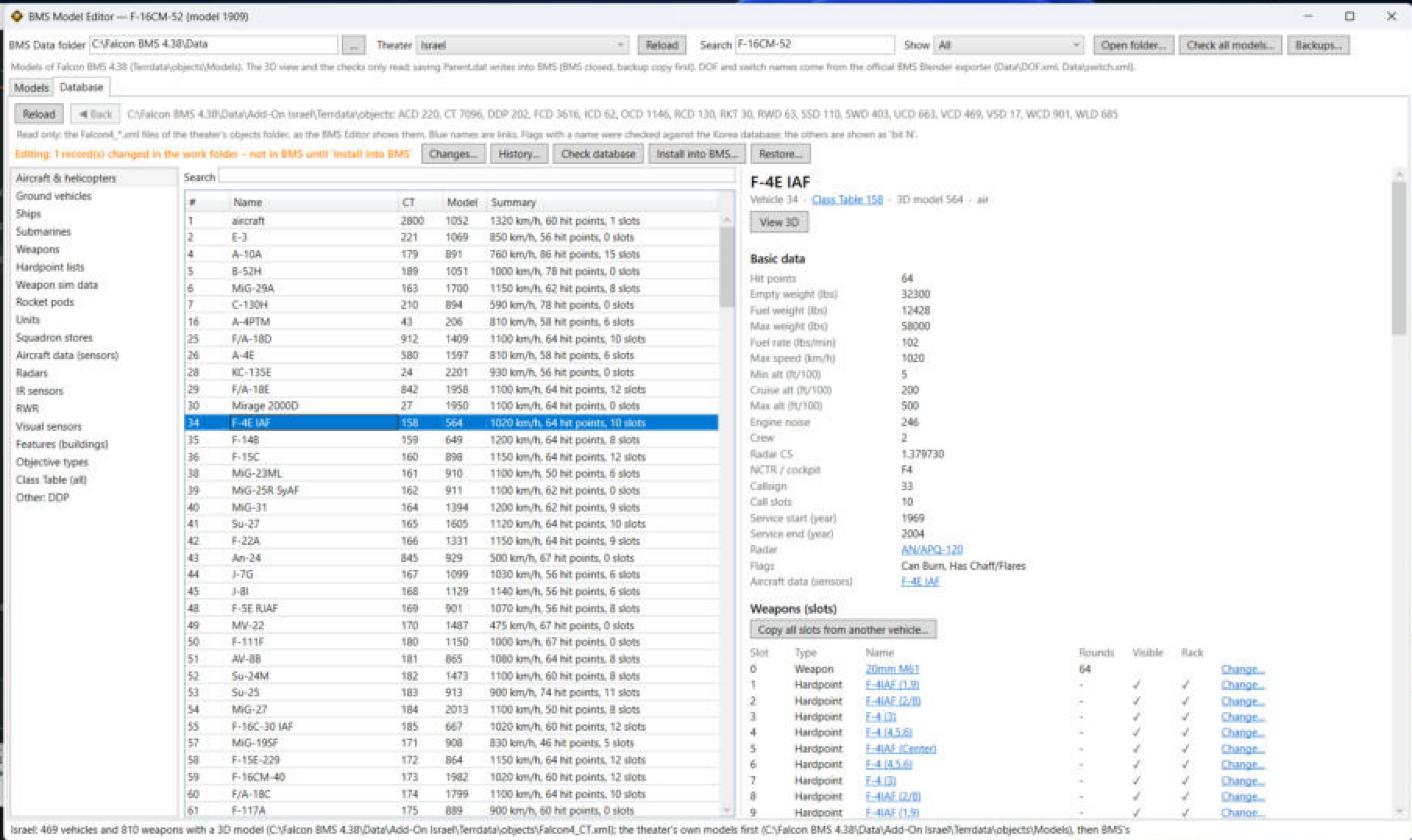 BMS Model Editor — F-16CM-52 (model 1909)
BMS Data folder C:\Falcon BMS 4.38\Data ... Theater Israel Reload Search F-16CM-52 Show All Open folder... Check all models... Backups...
Models of Falcon BMS 4.38 (Terrdata\objects\Models). The 3D view and the checks only read; saving Parent.dat writes into BMS (BMS closed, backup copy first). DOF and switch names come from the official BMS Blender exporter (Data\DOF.xml, Data\switch.xml).
Models Database
Reload ◄ Back C:\Falcon BMS 4.38\Data\Add-On Israel\Terrdata\objects: ACD 220, CT 7096, DDP 202, FCD 3616, ICD 62, OCD 1146, RCD 130, RKT 30, RWD 63, SSD 110, SWD 403, UCD 663, VCD 469, VSD 17, WCD 901, WLD 685
Read only: the Falcon4_*.xml files of the theater's objects folder, as the BMS Editor shows them. Blue names are links. Flags with a name were checked against the Korea database; the others are shown as 'bit N'.
Editing: 1 record(s) changed in the work folder – not in BMS until 'Install into BMS' Changes... History... Check database Install into BMS... Restore...
Aircraft & helicopters
Ground vehicles
Ships
Submarines
Weapons
Hardpoint lists
Weapon sim data
Rocket pods
Units
Squadron stores
Aircraft data (sensors)
Radars
IR sensors
RWR
Visual sensors
Features (buildings)
Objective types
Class Table (all)
Other: DDP
Search
# Name CT Model Summary
1 aircraft 2800 1052 1320 km/h, 60 hit points, 1 slots
2 E-3 221 1069 850 km/h, 56 hit points, 0 slots
4 A-10A 179 891 760 km/h, 86 hit points, 15 slots
5 B-52H 189 1051 1000 km/h, 78 hit points, 0 slots
6 MiG-29A 163 1700 1150 km/h, 62 hit points, 8 slots
7 C-130H 210 894 590 km/h, 78 hit points, 0 slots
16 A-4PTM 43 206 810 km/h, 58 hit points, 6 slots
25 F/A-18D 912 1409 1100 km/h, 64 hit points, 10 slots
26 A-4E 580 1597 810 km/h, 58 hit points, 6 slots
28 KC-135E 24 2201 930 km/h, 56 hit points, 0 slots
29 F/A-18E 842 1958 1100 km/h, 64 hit points, 12 slots
30 Mirage 2000D 27 1950 1100 km/h, 64 hit points, 0 slots
34 F-4E IAF 158 564 1020 km/h, 64 hit points, 10 slots
35 F-14B 159 649 1200 km/h, 64 hit points, 8 slots
36 F-15C 160 898 1150 km/h, 64 hit points, 12 slots
38 MiG-23ML 161 910 1100 km/h, 50 hit points, 6 slots
39 MiG-25R SyAF 162 911 1100 km/h, 62 hit points, 0 slots
40 MiG-31 164 1394 1200 km/h, 62 hit points, 9 slots
41 Su-27 165 1605 1120 km/h, 64 hit points, 10 slots
42 F-22A 166 1331 1150 km/h, 64 hit points, 9 slots
43 An-24 845 929 500 km/h, 67 hit points, 0 slots
44 J-7G 167 1099 1030 km/h, 56 hit points, 6 slots
45 J-8I 168 1129 1140 km/h, 56 hit points, 6 slots
48 F-5E RJAF 169 901 1070 km/h, 56 hit points, 8 slots
49 MV-22 170 1487 475 km/h, 67 hit points, 0 slots
50 F-111F 180 1150 1000 km/h, 67 hit points, 0 slots
51 AV-8B 181 865 1080 km/h, 64 hit points, 8 slots
52 Su-24M 182 1473 1100 km/h, 60 hit points, 8 slots
53 Su-25 183 913 900 km/h, 74 hit points, 11 slots
54 MiG-27 184 2013 1100 km/h, 50 hit points, 8 slots
55 F-16C-30 IAF 185 667 1020 km/h, 60 hit points, 12 slots
57 MiG-19SF 171 908 830 km/h, 46 hit points, 5 slots
58 F-15E-229 172 864 1150 km/h, 64 hit points, 12 slots
59 F-16CM-40 173 1982 1020 km/h, 60 hit points, 12 slots
60 F/A-18C 174 1799 1100 km/h, 64 hit points, 10 slots
61 F-117A 175 889 900 km/h, 60 hit points, 0 slots
F-4E IAF
Vehicle 34 · Class Table 158 · 3D model 564 · air
View 3D
Basic data
Hit points 64
Empty weight (lbs) 32300
Fuel weight (lbs) 12428
Max weight (lbs) 58000
Fuel rate (lbs/min) 102
Max speed (km/h) 1020
Min alt (ft/100) 5
Cruise alt (ft/100) 200
Max alt (ft/100) 500
Engine noise 246
Crew 2
Radar CS 1.379730
NCTR / cockpit F4
Callsign 33
Call slots 10
Service start (year) 1969
Service end (year) 2004
Radar AN/APQ-120
Flags Can Burn, Has Chaff/Flares
Aircraft data (sensors) F-4E IAF
Weapons (slots)
Copy all slots from another vehicle...
Slot Type Name Rounds Visible Rack
0 Weapon 20mm M61 64 Change...
1 Hardpoint F-4IAF (1,9) - ✓ ✓ Change...
2 Hardpoint F-4IAF (2/8) - ✓ ✓ Change...
3 Hardpoint F-4 (3) - ✓ ✓ Change...
4 Hardpoint F-4 (4,5,6) - ✓ ✓ Change...
5 Hardpoint F-4IAF (Center) - ✓ ✓ Change...
6 Hardpoint F-4 (4,5,6) - ✓ ✓ Change...
7 Hardpoint F-4 (3) - ✓ ✓ Change...
8 Hardpoint F-4IAF (2/8) - ✓ ✓ Change...
9 Hardpoint F-4IAF (1,9) - ✓ ✓ Change...
Israel: 469 vehicles and 810 weapons with a 3D model (C:\Falcon BMS 4.38\Data\Add-On Israel\Terrdata\objects\Falcon4_CT.xml); the theater's own models first (C:\Falcon BMS 4.38\Data\Add-On Israel\Terrdata\objects\Models), then BMS's